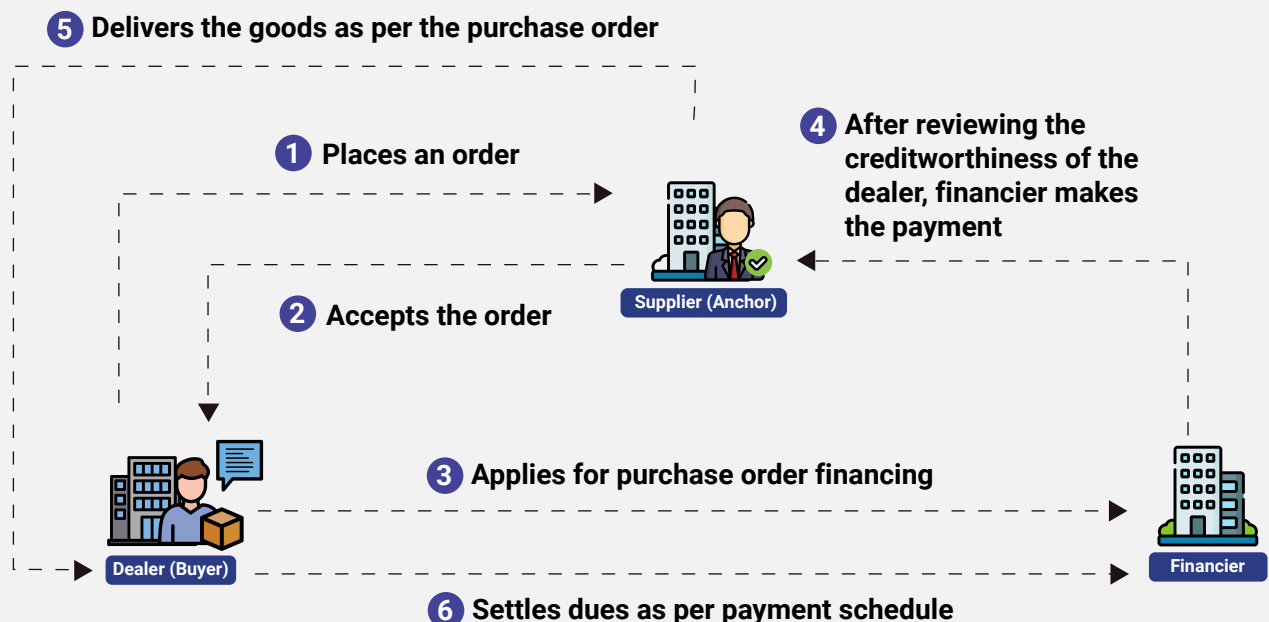 5 Delivers the goods as per the purchase order
1 Places an order
4 After reviewing the
creditworthiness of the
dealer, financier makes
the payment
Supplier (Anchor)
2 Accepts the order
3 Applies for purchase order financing
Dealer (Buyer)
Financier
6 Settles dues as per payment schedule